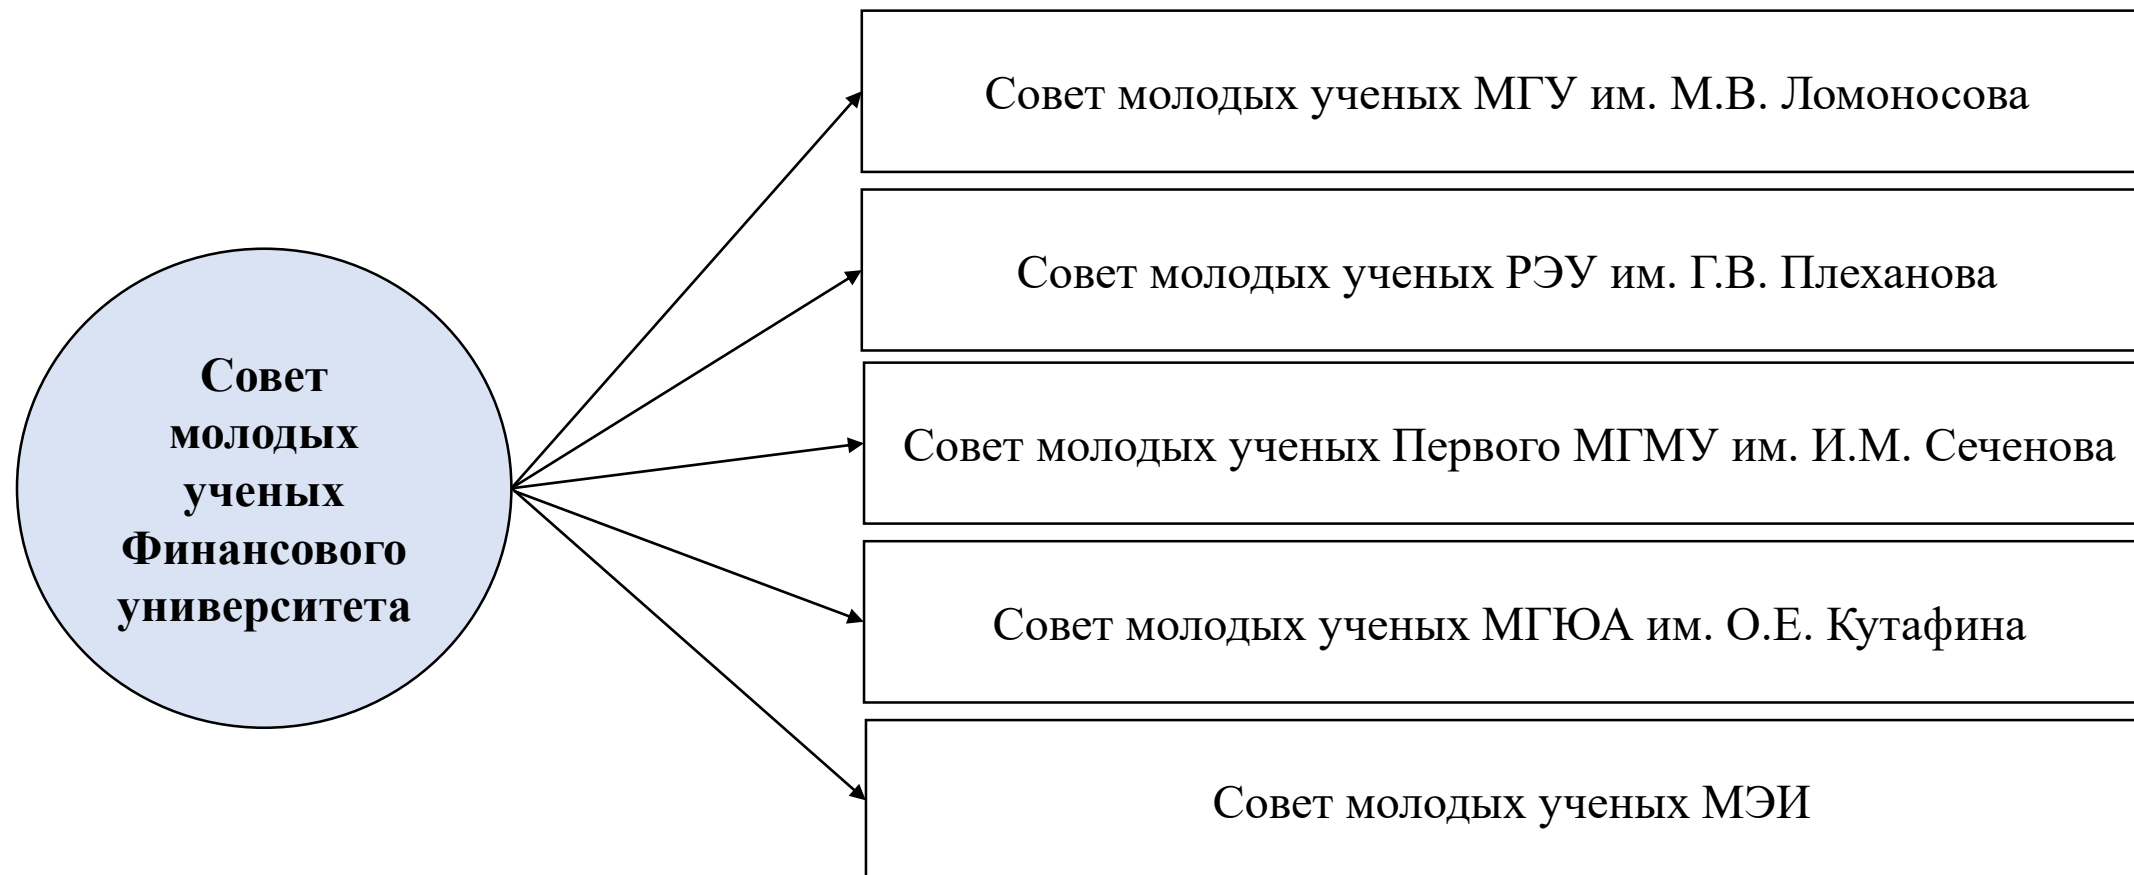 Совет
молодых
ученых
Финансового
университета
Совет молодых ученых МГУ им. М.В. Ломоносова
Совет молодых ученых РЭУ им. Г.В. Плеханова
Совет молодых ученых Первого МГМУ им. И.М. Сеченова
Совет молодых ученых МГЮА им. О.Е. Кутафина
Совет молодых ученых МЭИ